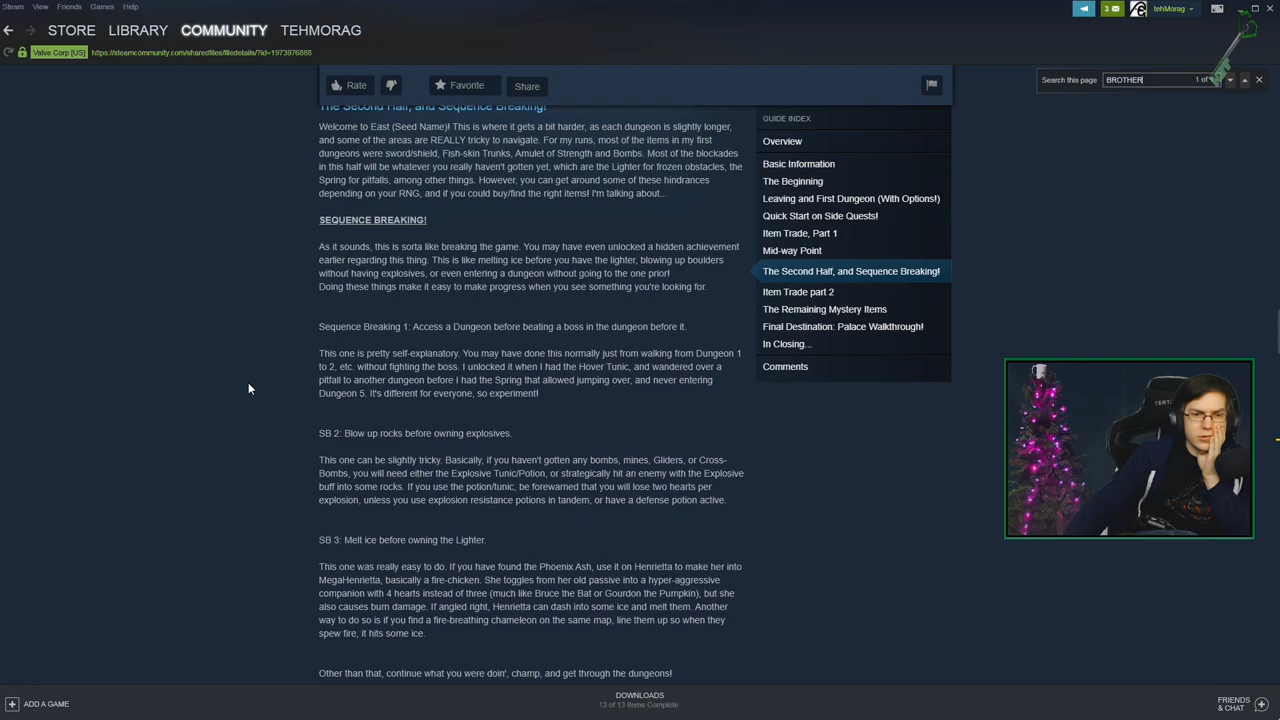 Steam View Friends Games Help
3
tehMorag
STORE LIBRARY COMMUNITY TEHMORAG
Valve Corp [US] https://steamcommunity.com/sharedfiles/filedetails/?id=1973976888
Rate
Favorite
Share
Search this page BROTHER 1 of
The Second Half, and Sequence Breaking!
Welcome to East (Seed Name)! This is where it gets a bit harder, as each dungeon is slightly longer,
and some of the areas are REALLY tricky to navigate. For my runs, most of the items in my first
dungeons were sword/shield, Fish-skin Trunks, Amulet of Strength and Bombs. Most of the blockades
in this half will be whatever you really haven't gotten yet, which are the Lighter for frozen obstacles, the
Spring for pitfalls, among other things. However, you can get around some of these hindrances
depending on your RNG, and if you could buy/find the right items! I'm talking about...
SEQUENCE BREAKING!
As it sounds, this is sorta like breaking the game. You may have even unlocked a hidden achievement
earlier regarding this thing. This is like melting ice before you have the lighter, blowing up boulders
without having explosives, or even entering a dungeon without going to the one prior!
Doing these things make it easy to make progress when you see something you're looking for.
Sequence Breaking 1: Access a Dungeon before beating a boss in the dungeon before it.
This one is pretty self-explanatory. You may have done this normally just from walking from Dungeon 1
to 2, etc. without fighting the boss. I unlocked it when I had the Hover Tunic, and wandered over a
pitfall to another dungeon before I had the Spring that allowed jumping over, and never entering
Dungeon 5. It's different for everyone, so experiment!
SB 2: Blow up rocks before owning explosives.
This one can be slightly tricky. Basically, if you haven't gotten any bombs, mines, Gliders, or Cross-
Bombs, you will need either the Explosive Tunic/Potion, or strategically hit an enemy with the Explosive
buff into some rocks. If you use the potion/tunic, be forewarned that you will lose two hearts per
explosion, unless you use explosion resistance potions in tandem, or have a defense potion active.
SB 3: Melt ice before owning the Lighter.
This one was really easy to do. If you have found the Phoenix Ash, use it on Henrietta to make her into
MegaHenrietta, basically a fire-chicken. She toggles from her old passive into a hyper-aggressive
companion with 4 hearts instead of three (much like Bruce the Bat or Gourdon the Pumpkin), but she
also causes burn damage. If angled right, Henrietta can dash into some ice and melt them. Another
way to do so is if you find a fire-breathing chameleon on the same map, line them up so when they
spew fire, it hits some ice.
Other than that, continue what you were doin', champ, and get through the dungeons!
GUIDE INDEX
Overview
Basic Information
The Beginning
Leaving and First Dungeon (With Options!)
Quick Start on Side Quests!
Item Trade, Part 1
Mid-way Point
The Second Half, and Sequence Breaking!
Item Trade part 2
The Remaining Mystery Items
Final Destination: Palace Walkthrough!
In Closing...
Comments
ADD A GAME
DOWNLOADS
13 of 13 Items Complete
FRIENDS
& CHAT